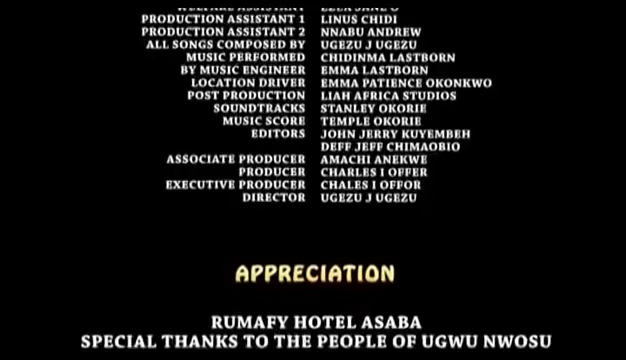 WELFARE ASSISTANT
PRODUCTION ASSISTANT 1 LINUS CHIDI
PRODUCTION ASSISTANT 2 NNABU ANDREW
ALL SONGS COMPOSED BY UGEZU J UGEZU
MUSIC PERFORMED CHIDINMA LASTBORN
BY MUSIC ENGINEER EMMA LASTBORN
LOCATION DRIVER EMMA PATIENCE OKONKWO
POST PRODUCTION LIAH AFRICA STUDIOS
SOUNDTRACKS STANLEY OKORIE
MUSIC SCORE TEMPLE OKORIE
EDITORS JOHN JERRY KUYEMBEH
DEFF JEFF CHIMAOBIO
ASSOCIATE PRODUCER AMACHI ANEKWE
PRODUCER CHARLES I OFFER
EXECUTIVE PRODUCER CHALES I OFFOR
DIRECTOR UGEZU J UGEZU
APPRECIATION
RUMAFY HOTEL ASABA
SPECIAL THANKS TO THE PEOPLE OF UGWU NWOSU